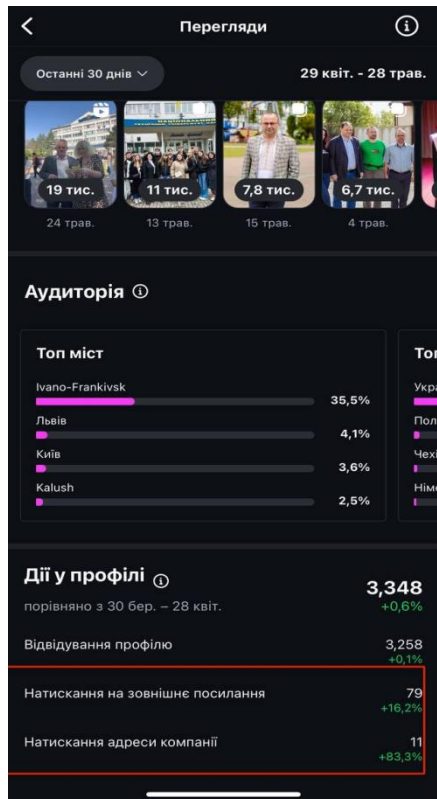 Перегляди
Останні 30 днів
29 квіт. - 28 трав.
19 тис.
11 тис.
7,8 тис.
6,7 тис.
24 трав.
13 трав.
15 трав.
4 трав.
Аудиторія
Топ міст
Ivano-Frankivsk
35,5%
Львів
4,1%
Київ
3,6%
Kalush
2,5%
Дії у профілі
3,348
порівняно з 30 бер. – 28 квіт.
+0,6%
Відвідування профілю
3,258
+0,1%
Натискання на зовнішнє посилання
79
+16,2%
Натискання адреси компанії
11
+83,3%